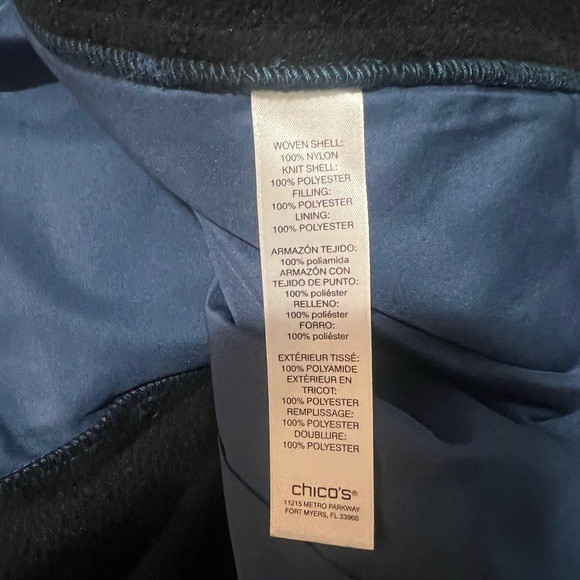 WOVEN SHELL:
100% NYLON
KNIT SHELL:
100% POLYESTER
FILLING:
100% POLYESTER
LINING:
100% POLYESTER
ARMAZÓN TEJIDO:
100% poliamida
ARMAZÓN CON
TEJIDO DE PUNTO:
100% poliéster
RELLENO:
100% poliéster
FORRO:
100% poliéster
EXTÉRIEUR TISSÉ:
100% POLYAMIDE
EXTÉRIEUR EN
TRICOT:
100% POLYESTER
REMPLISSAGE:
100% POLYESTER
DOUBLURE:
100% POLYESTER
chico's®
11215 METRO PARKWAY
FORT MYERS, FL 33966